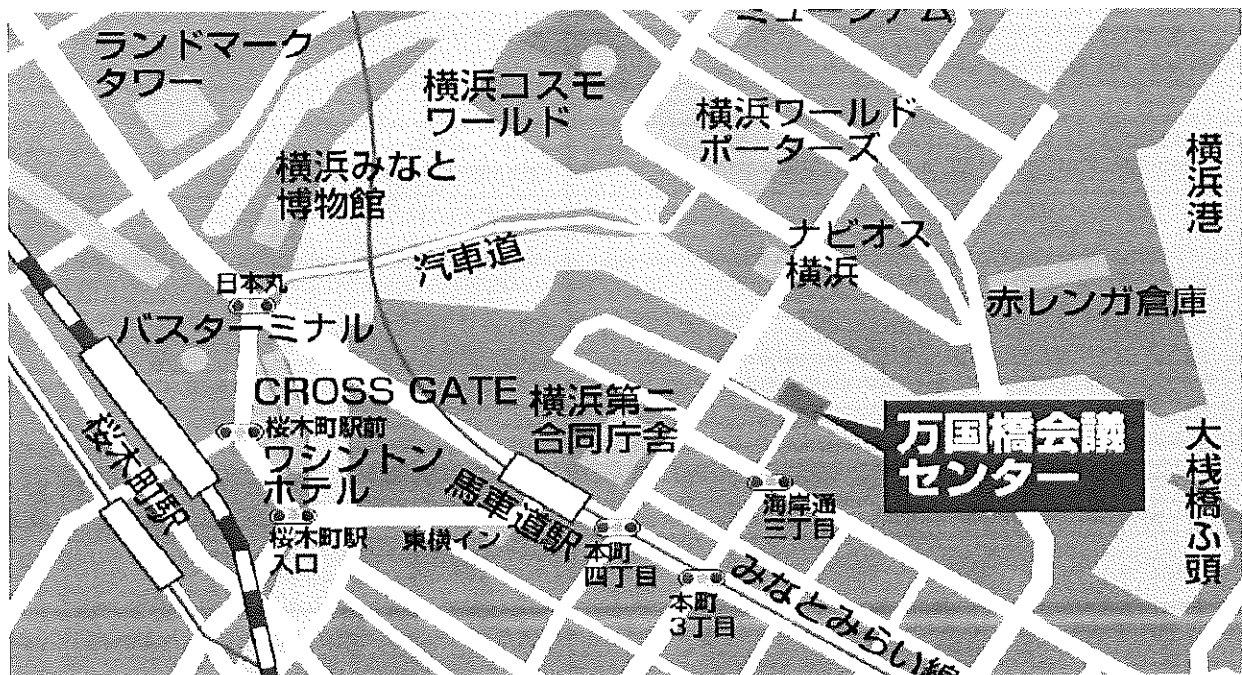 ミュージアム
ランドマーク
タワー
横浜コスモ
ワールド
横浜ワールド
ポーターズ
横浜みなと
博物館
横浜港
ナビオス
横浜
汽車道
日本丸
赤レンガ倉庫
バスターミナル
CROSS GATE
横浜第二
合同庁舎
万国橋会議
センター
桜木町駅
桜木町駅前
ワシントン
ホテル
馬車道駅
海岸通
三丁目
大桟橋ふ頭
桜木町駅
入口
東横イン
本町
四丁目
本町
3丁目
みなとみらい線